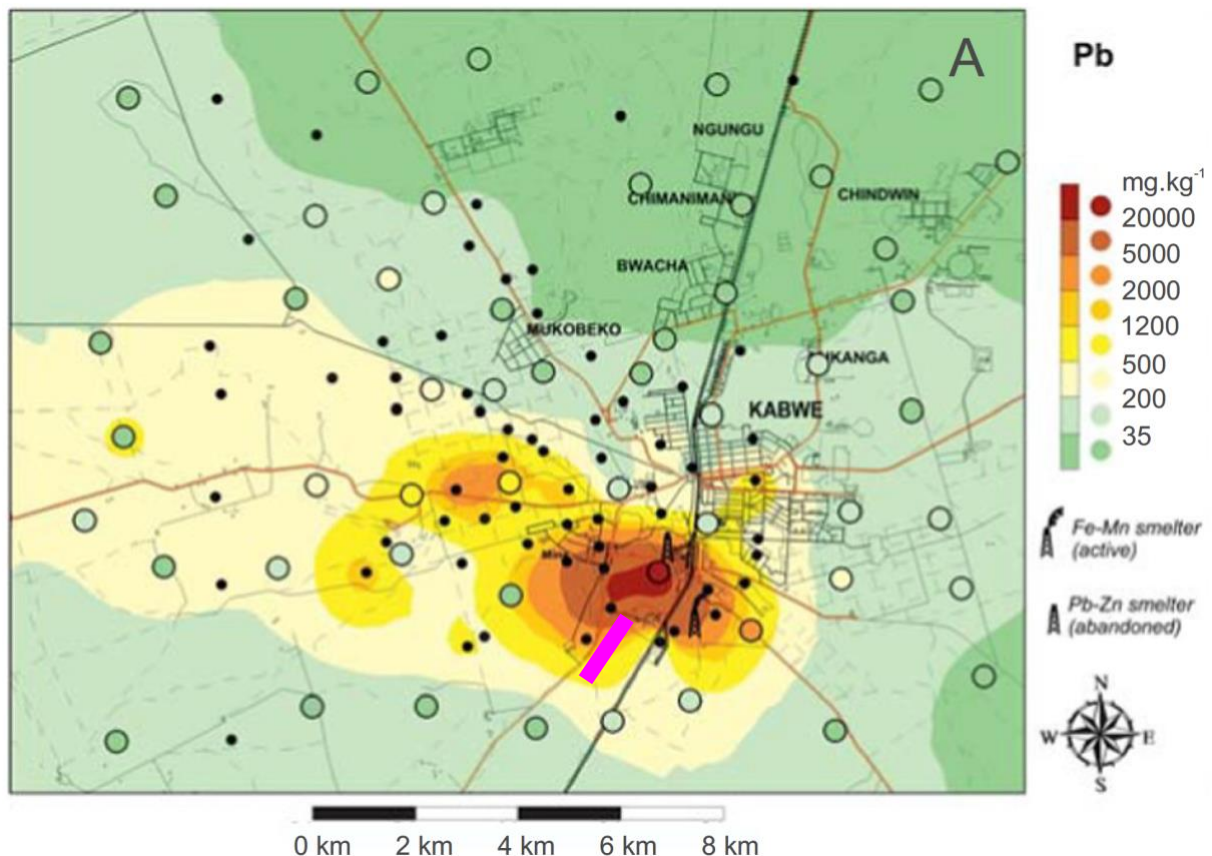 A
Pb
NGUNGU
CHIMANIMANI
CHINDWIN
BWACHA
MUKOBEKO
KABWE
mg.kg-1
20000
5000
2000
1200
500
200
35
Fe-Mn smelter
(active)
Pb-Zn smelter
(abandoned)
N
W E
S
0 km 2 km 4 km 6 km 8 km